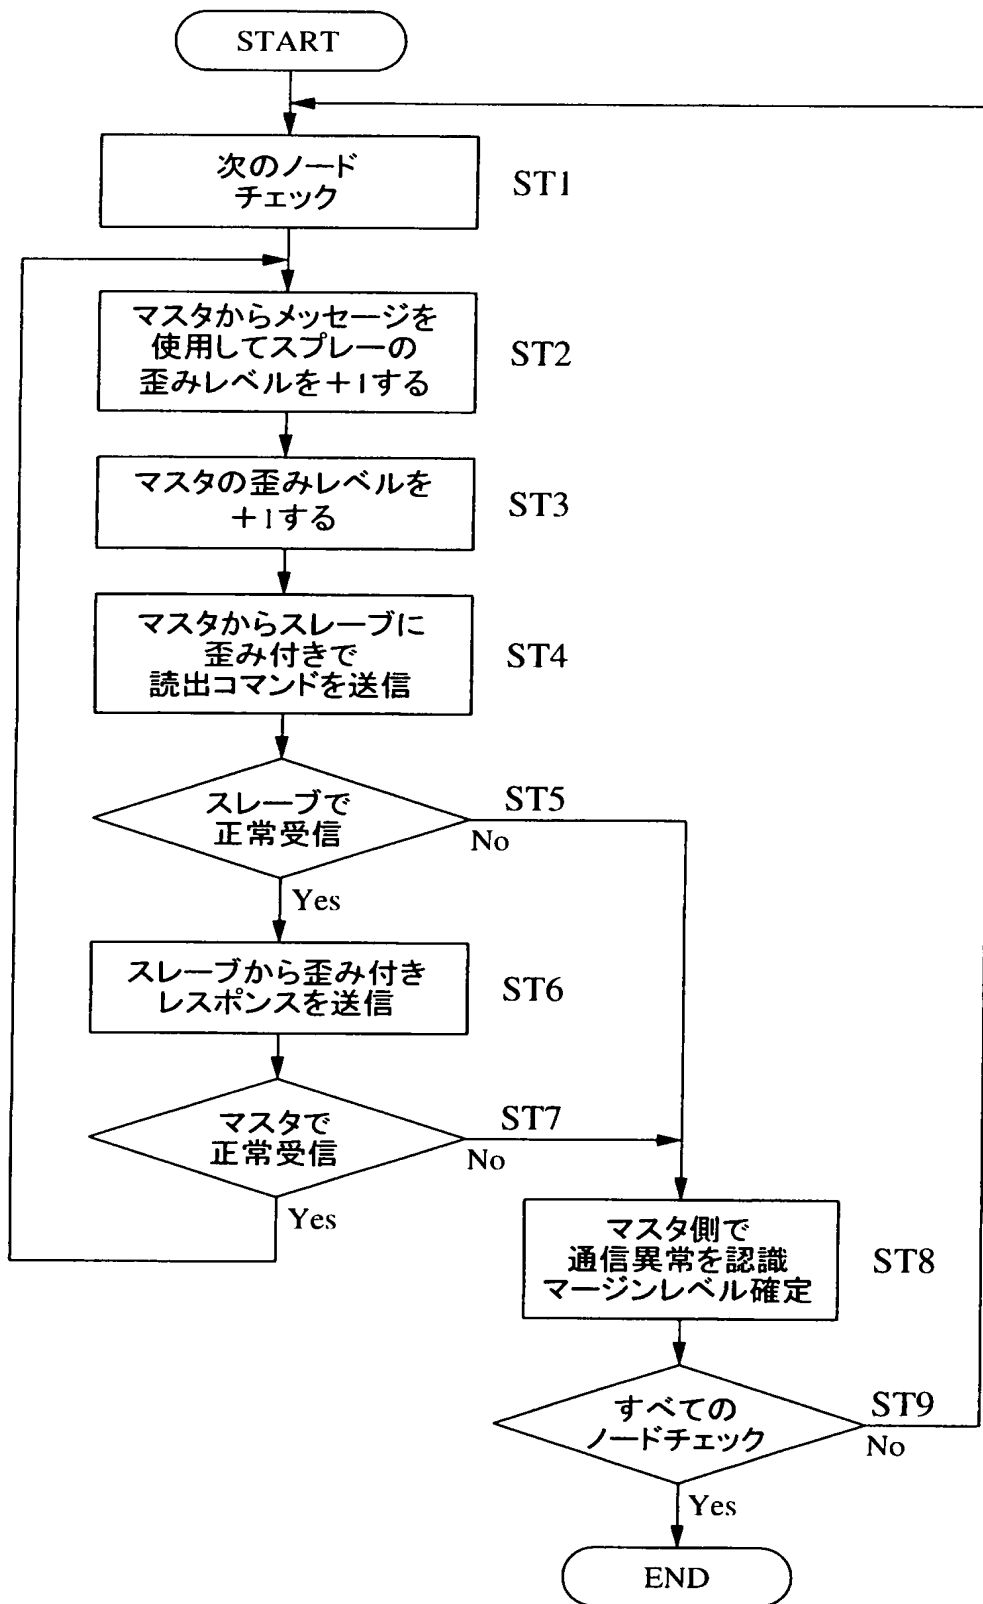 START
次のノード
チェック
ST1
マスタからメッセージを
使用してスプレーの
歪みレベルを+1する
ST2
マスタの歪みレベルを
+1する
ST3
マスタからスレーブに
歪み付きで
読出コマンドを送信
ST4
スレーブで
正常受信
ST5
No
Yes
スレーブから歪み付き
レスポンスを送信
ST6
マスタで
正常受信
ST7
No
Yes
マスタ側で
通信異常を認識
マージンレベル確定
ST8
すべての
ノードチェック
ST9
No
Yes
END